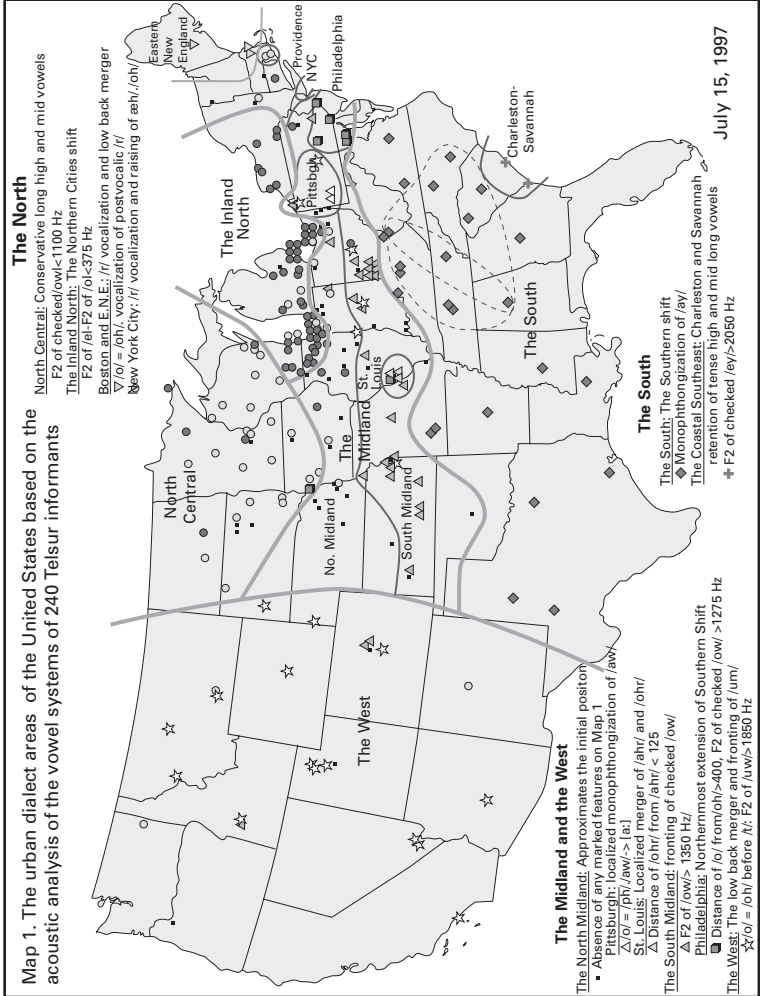 Map 1. The urban dialect areas of the United States based on the
acoustic analysis of the vowel systems of 240 Telsur informants
The North
North Central: Conservative long high and mid vowels
F2 of checked/owl<1100 Hz
The Inland North: The Northern Cities shift
F2 of /el-F2 of /ol<375 Hz
Boston and E.N.E.: /r/ vocalization and low back merger
▽/o/ = /oh/. vocalization of postvocalic /r/
New York City: /r/ vocalization and raising of æh/./oh/
Eastern
New
England
Providence
NYC
Philadelphia
Pittsbgh
The Inland
North
North
Central
The
Midland
St.
Louis
No. Midland
South Midland
The West
The South
Charleston-
Savannah
July 15, 1997
The South
The South: The Southern shift
◆ Monophthongization of /ay/
The Coastal Southeast: Charleston and Savannah
retention of tense high and mid long vowels
✚ F2 of checked /ey/>2050 Hz
The Midland and the West
The North Midland: Approximates the initial positon
▪ Absence of any marked features on Map 1
Pittsburgh: localized monophthongization of /aw/
△/o/ = /ph/./aw/-> [a:]
St. Louis: Localized merger of /ahr/ and /ohr/
△ Distance of /ohr/ from /ahr/ < 125
The South Midland: fronting of checked /ow/
△ F2 of /ow/> 1350 Hz/
Philadelphia: Northernmost extension of Southern Shift
■ Distance of /o/ from/oh/>400, F2 of checked /ow/ >1275 Hz
The West: The low back merger and fronting of /um/
☆/o/ = /oh/ before /t/: F2 of /uw/>1850 Hz